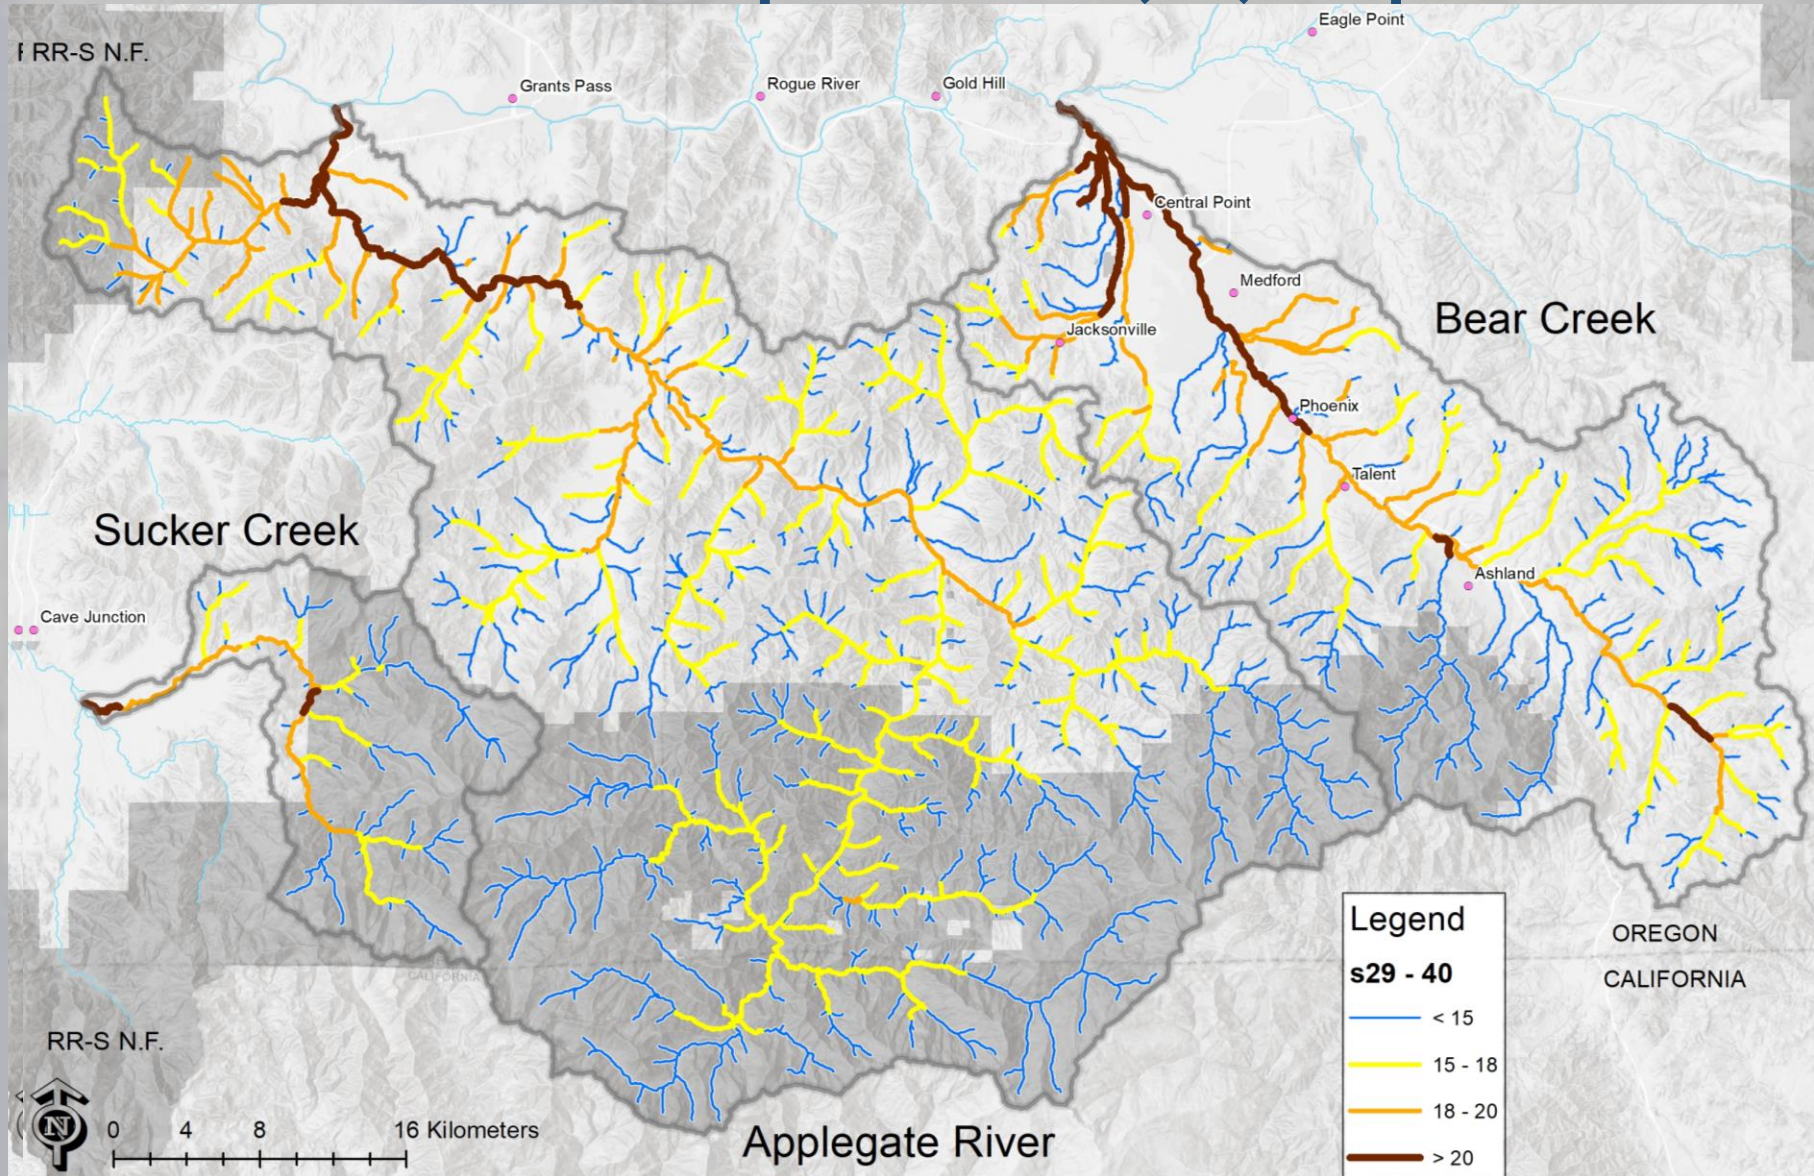 Eagle Point
RR-S N.F.
Grants Pass
Rogue River
Gold Hill
Central Point
Medford
Bear Creek
Jacksonville
Phoenix
Talent
Sucker Creek
Ashland
Cave Junction
Legend
s29 - 40
< 15
15 - 18
18 - 20
> 20
OREGON
CALIFORNIA
CALIFORNIA
RR-S N.F.
N
0 4 8 16 Kilometers
Applegate River